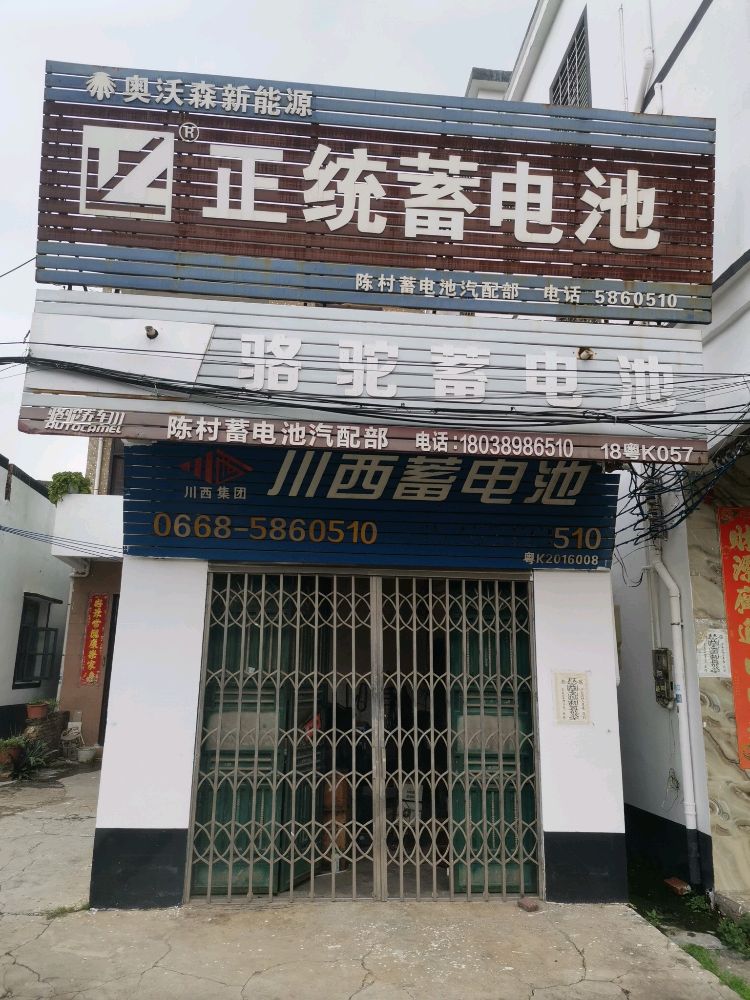 奥沃森新能源
® 正统蓄电池
陈村蓄电池汽配部 电话 5860510
骆驼蓄电池
骆驼养车川
AUTOCAMEL
陈村蓄电池汽配部 电话:18038986510 18粤K057
川西集团
川西蓄电池
0668-5860510
510
粤K2016008